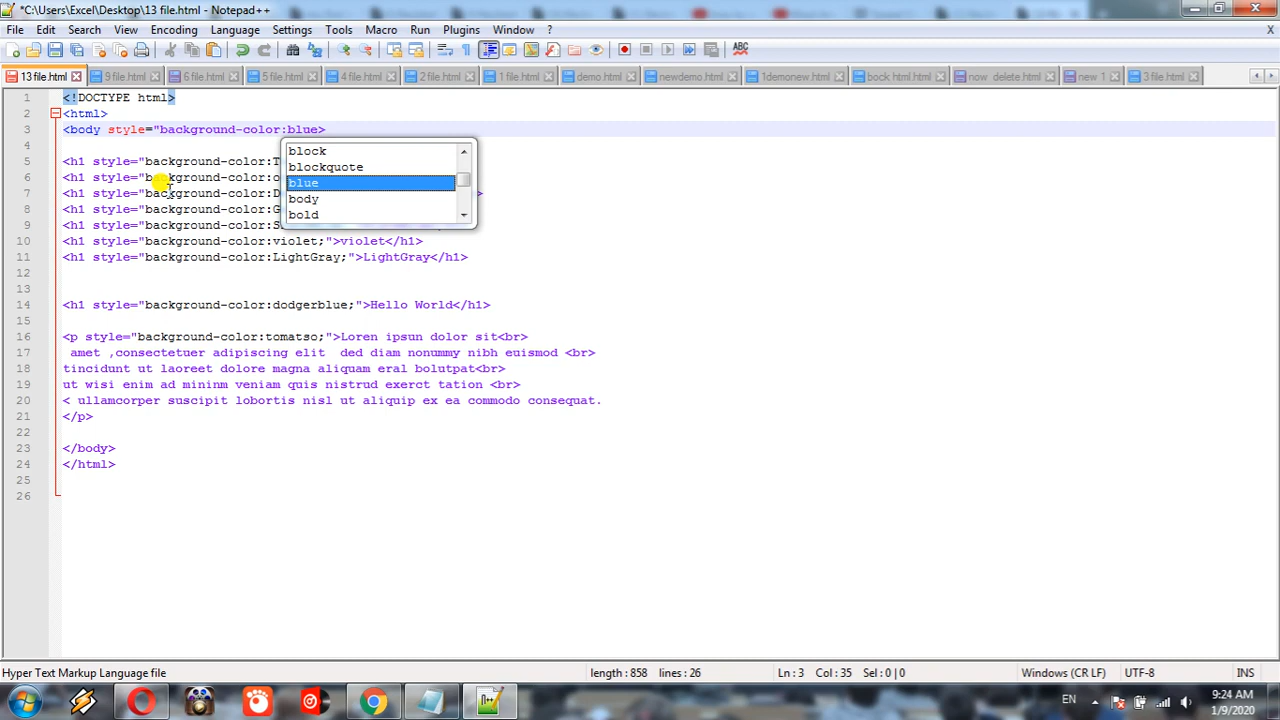 *C:\Users\Excel\Desktop\13 file.html - Notepad++
File Edit Search View Encoding Language Settings Tools Macro Run Plugins Window ? X
13 file.html 9 file.html 6 file.html 5 file.html 4 file.html 2 file.html 1 file.html demo.html newdemo.html 1demonew.html bock html.html now delete.html new 1 3 file.html
1 <!DOCTYPE html>
2 <html>
3 <body style="background-color:blue>
4
5 <h1 style="background-color:T
6 <h1 style="background-color:o
7 <h1 style="background-color:D >
8 <h1 style="background-color:G
9 <h1 style="background-color:S
10 <h1 style="background-color:violet;">violet</h1>
11 <h1 style="background-color:LightGray;">LightGray</h1>
12
13
14 <h1 style="background-color:dodgerblue;">Hello World</h1>
15
16 <p style="background-color:tomatso;">Loren ipsun dolor sit<br>
17 amet ,consectetuer adipiscing elit ded diam nonummy nibh euismod <br>
18 tincidunt ut laoreet dolore magna aliquam eral bolutpat<br>
19 ut wisi enim ad mininm veniam quis nistrud exerct tation <br>
20 < ullamcorper suscipit lobortis nisl ut aliquip ex ea commodo consequat.
21 </p>
22
23 </body>
24 </html>
25
26
block
blockquote
blue
body
bold
Hyper Text Markup Language file length : 858 lines : 26 Ln : 3 Col : 35 Sel : 0 | 0 Windows (CR LF) UTF-8 INS
EN 9:24 AM
1/9/2020